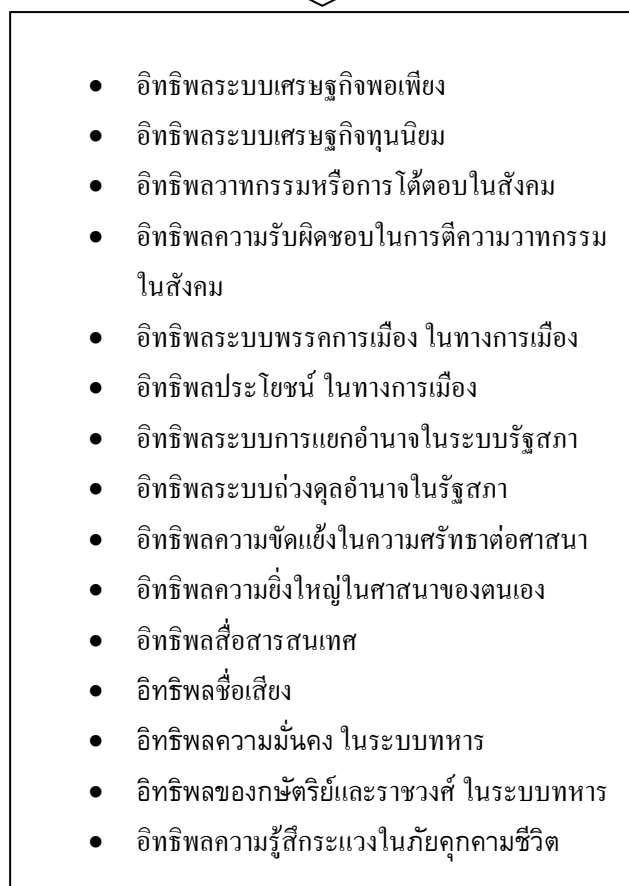 • อิทธิพลระบบเศรษฐกิจพอเพียง
• อิทธิพลระบบเศรษฐกิจทุนนิยม
• อิทธิพลวาทกรรมหรือการโต้ตอบในสังคม
• อิทธิพลความรับผิดชอบในการตีความวาทกรรม
ในสังคม
• อิทธิพลระบบพรรคการเมือง ในทางการเมือง
• อิทธิพลประโยชน์ ในทางการเมือง
• อิทธิพลระบบการแยกอำนาจในระบบรัฐสภา
• อิทธิพลระบบถ่วงดุลอำนาจในรัฐสภา
• อิทธิพลความขัดแย้งในความศรัทธาต่อศาสนา
• อิทธิพลความยิ่งใหญ่ในศาสนาของตนเอง
• อิทธิพลสื่อสารสนเทศ
• อิทธิพลชื่อเสียง
• อิทธิพลความมั่นคง ในระบบทหาร
• อิทธิพลของกษัตริย์และราชวงศ์ ในระบบทหาร
• อิทธิพลความรู้สึกระแวงในภัยคุกคามชีวิต